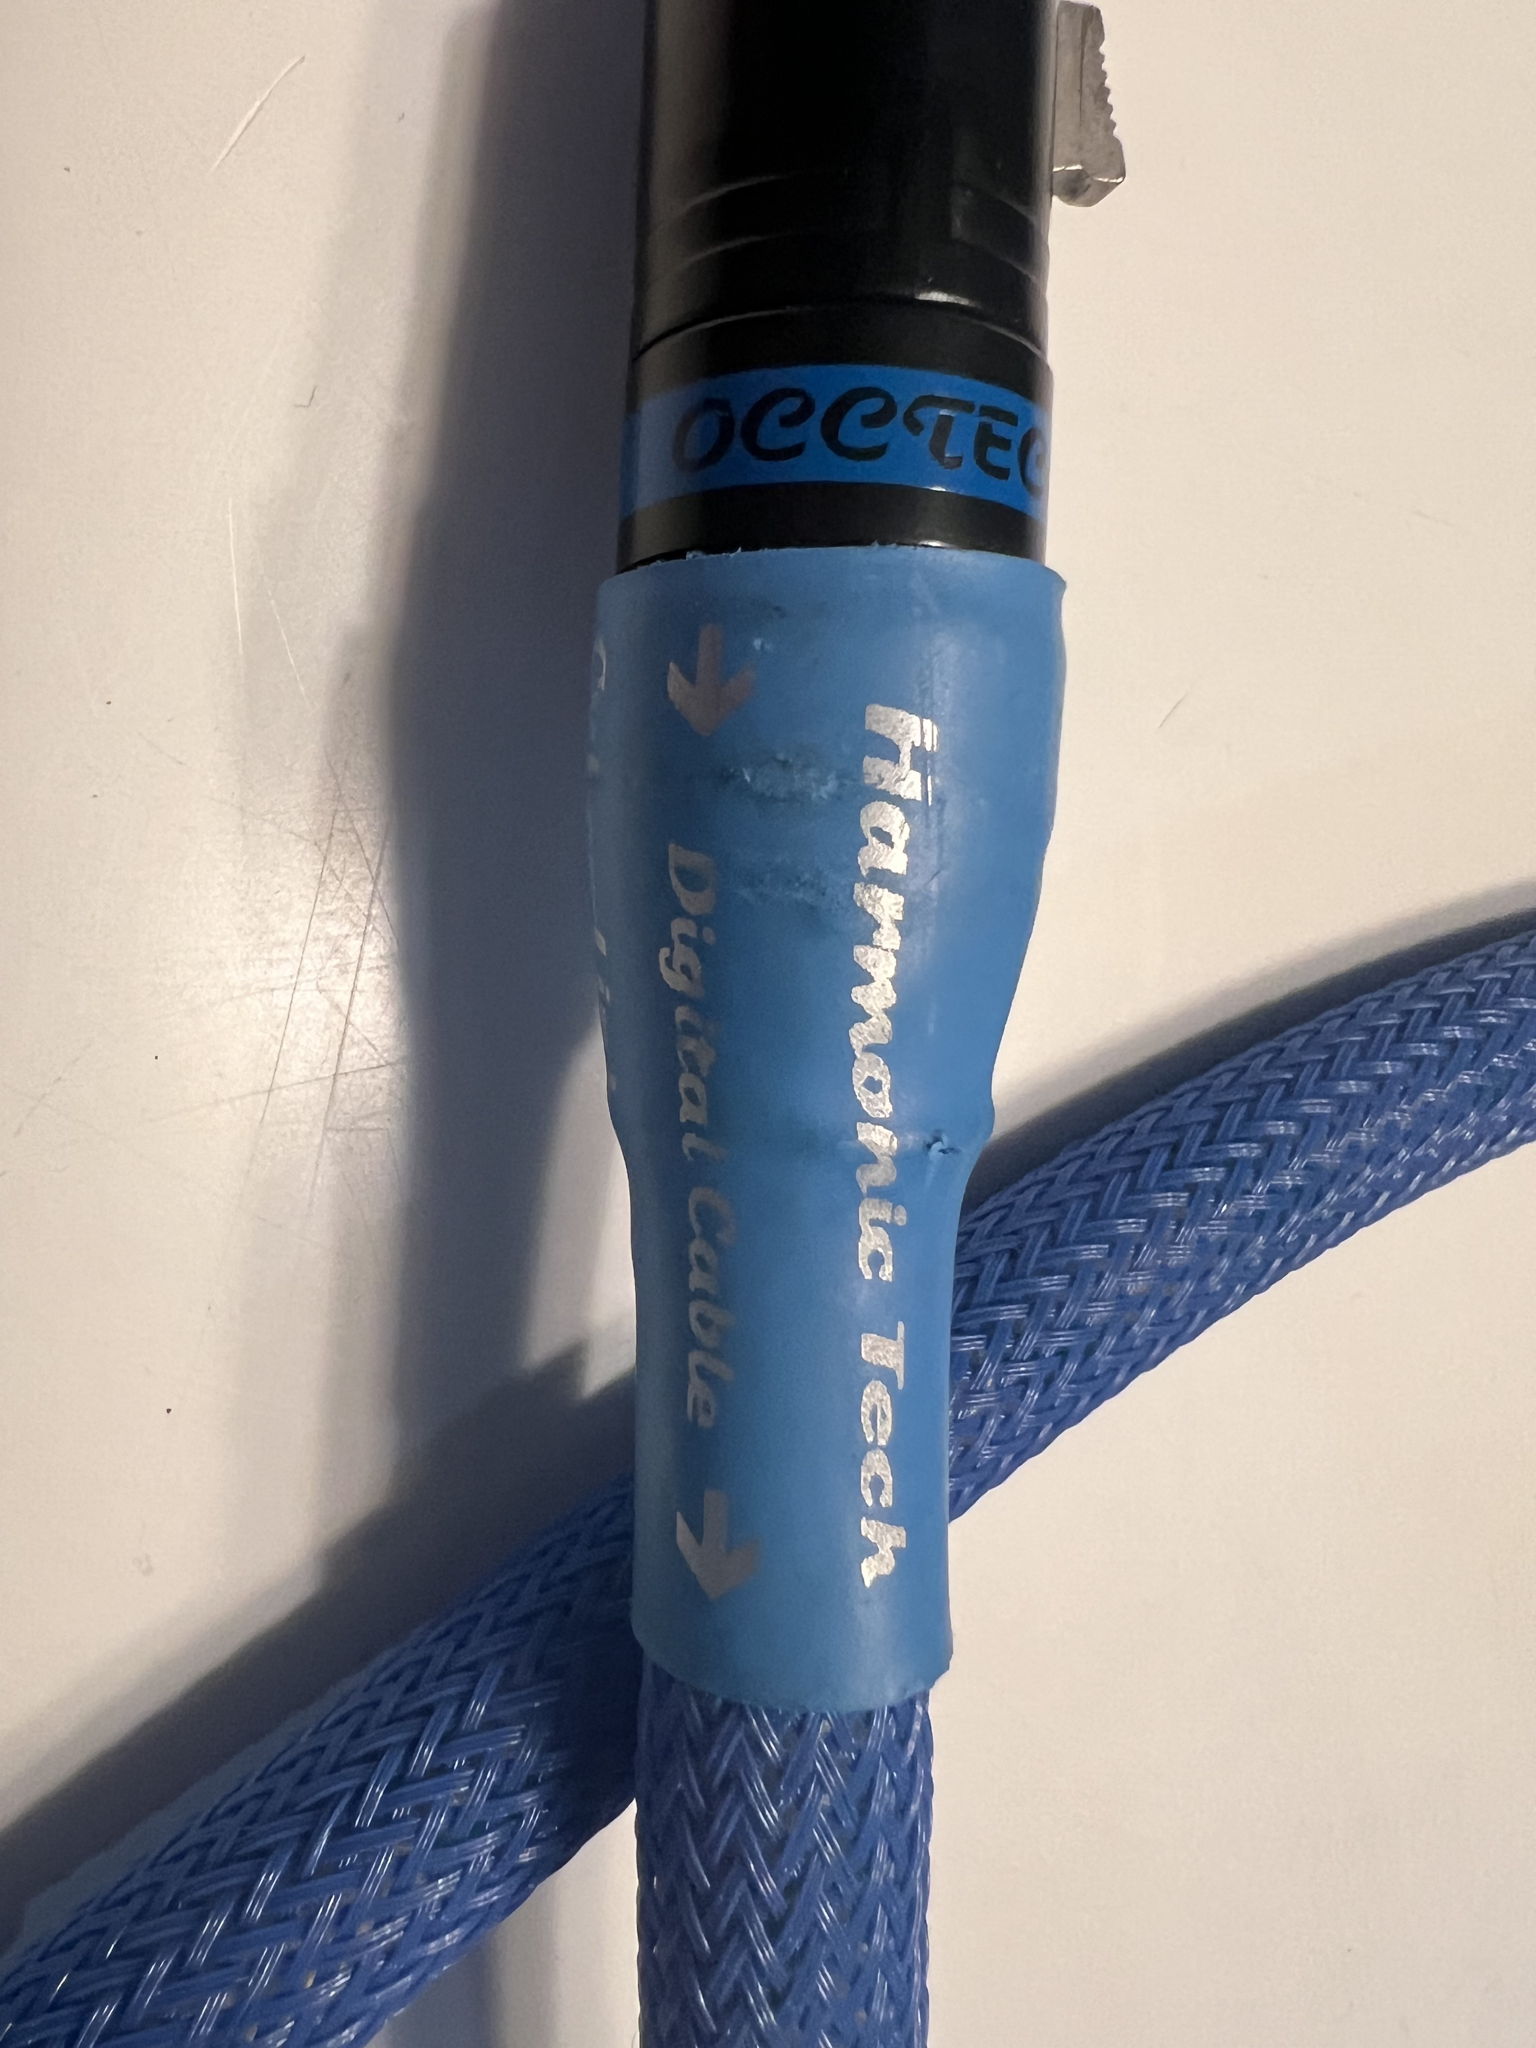 OCCTEC
Harmonic Tech
→ Digital Cable →